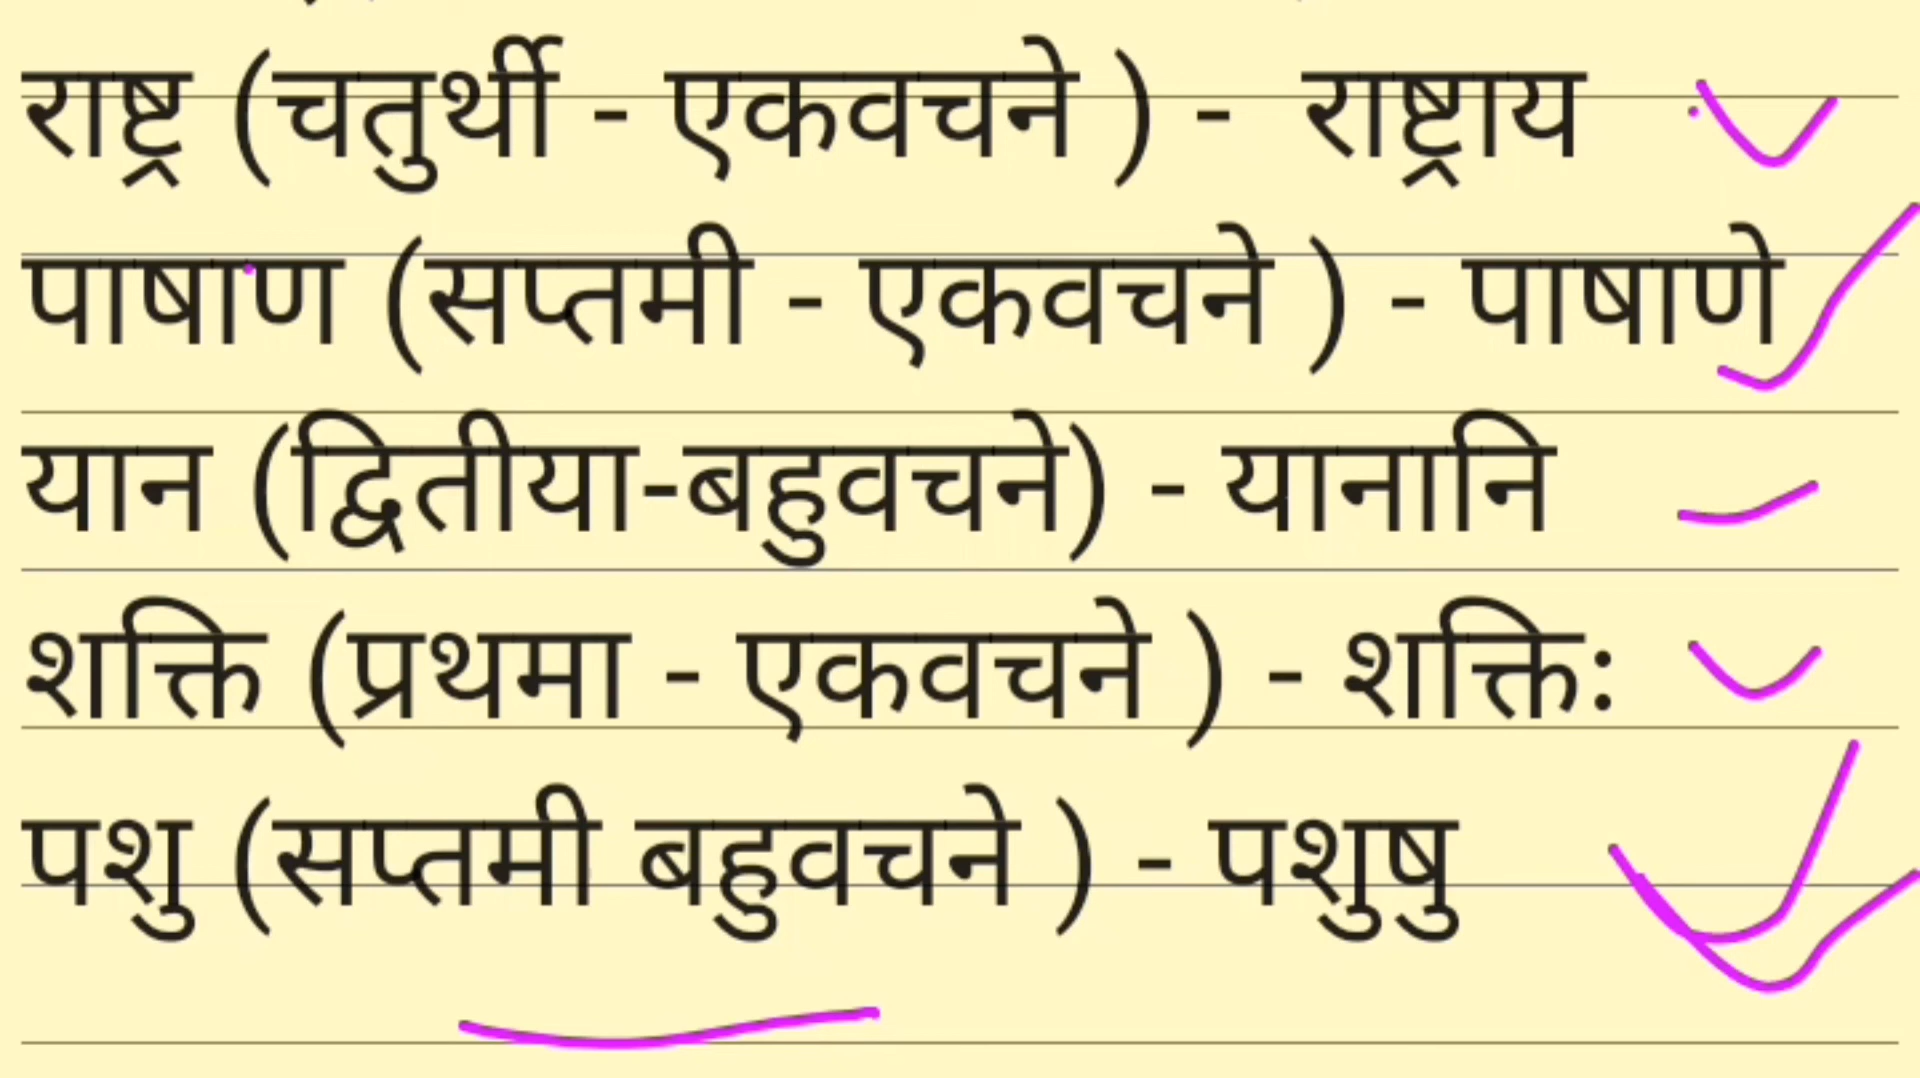 राष्ट्र (चतुर्थी - एकवचने ) - राष्ट्राय
पाषाण (सप्तमी - एकवचने ) - पाषाणे
यान (द्वितीया-बहुवचने) - यानानि
शक्ति (प्रथमा - एकवचने ) - शक्तिः
पशु (सप्तमी बहुवचने ) - पशुषु